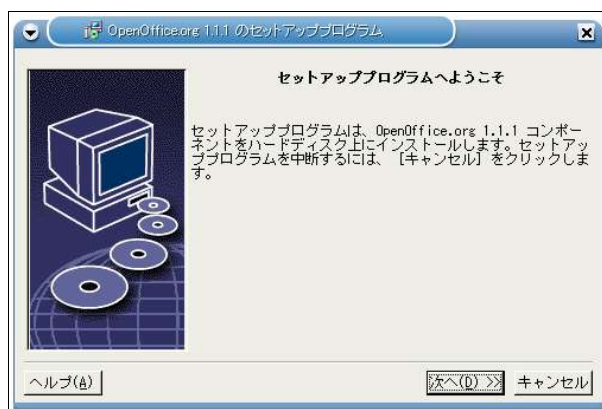 OpenOffice.org 1.1.1 のセットアッププログラム
セットアッププログラムへようこそ
セットアッププログラムは、OpenOffice.org 1.1.1 コンポー
ネントをハードディスク上にインストールします。セットアッ
ププログラムを中断するには、［キャンセル］をクリックしま
す。
ヘルプ(A)
次へ(D) >>
キャンセル